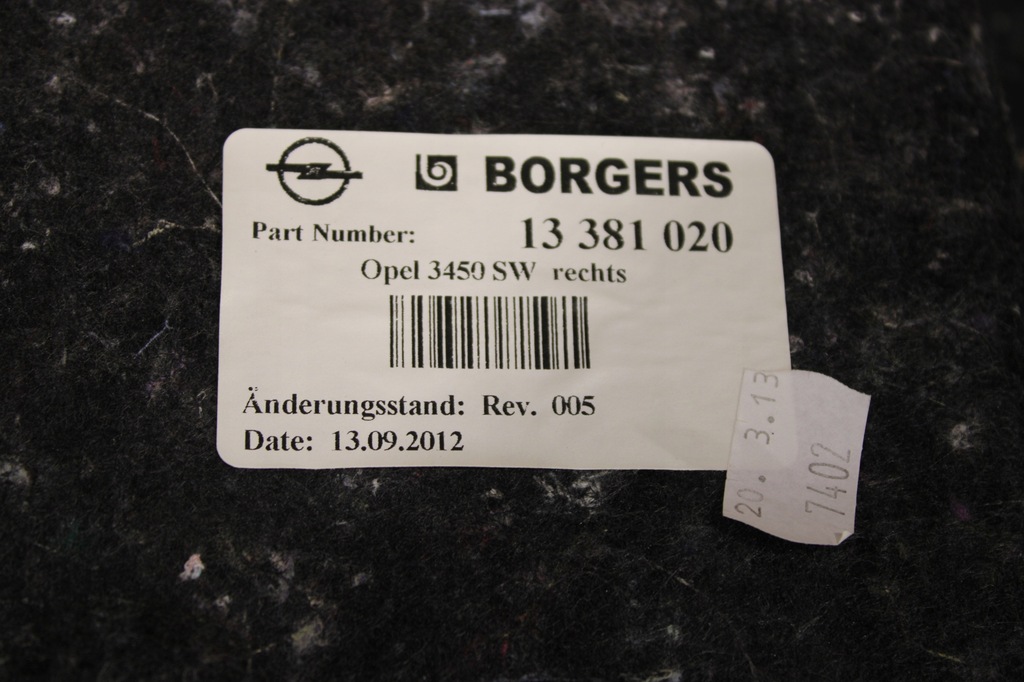 BORGERS
Part Number: 13 381 020
Opel 3450 SW rechts
Änderungsstand: Rev. 005
Date: 13.09.2012
20. 3.13
7402